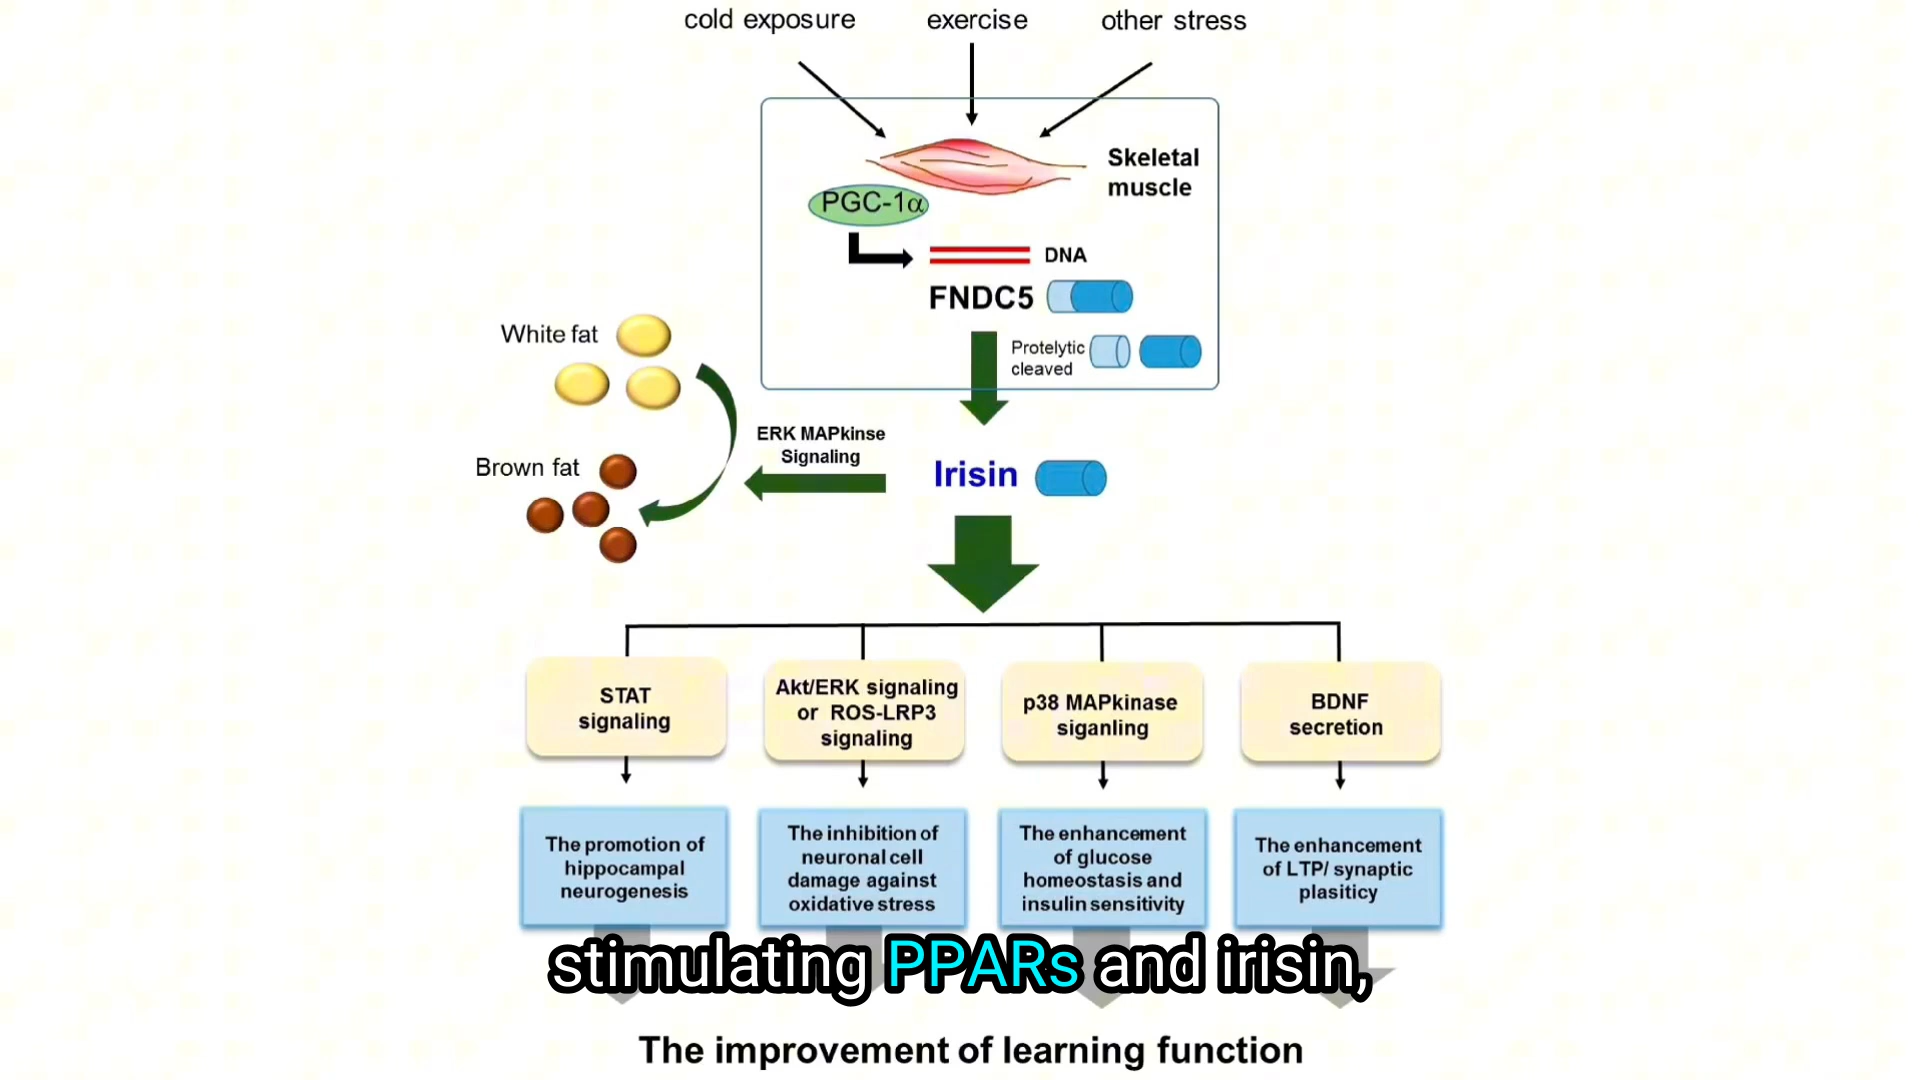 cold exposure
exercise
other stress
Skeletal
muscle
PGC-1α
DNA
FNDC5
Protelytic
cleaved
White fat
Brown fat
ERK MAPkinse
Signaling
Irisin
STAT
signaling
Akt/ERK signaling
or ROS-LRP3
signaling
p38 MAPkinase
siganling
BDNF
secretion
The promotion of
hippocampal
neurogenesis
The inhibition of
neuronal cell
damage against
oxidative stress
The enhancement
of glucose
homeostasis and
insulin sensitivity
The enhancement
of LTP/ synaptic
plasiticy
stimulating PPARs and irisin,
The improvement of learning function